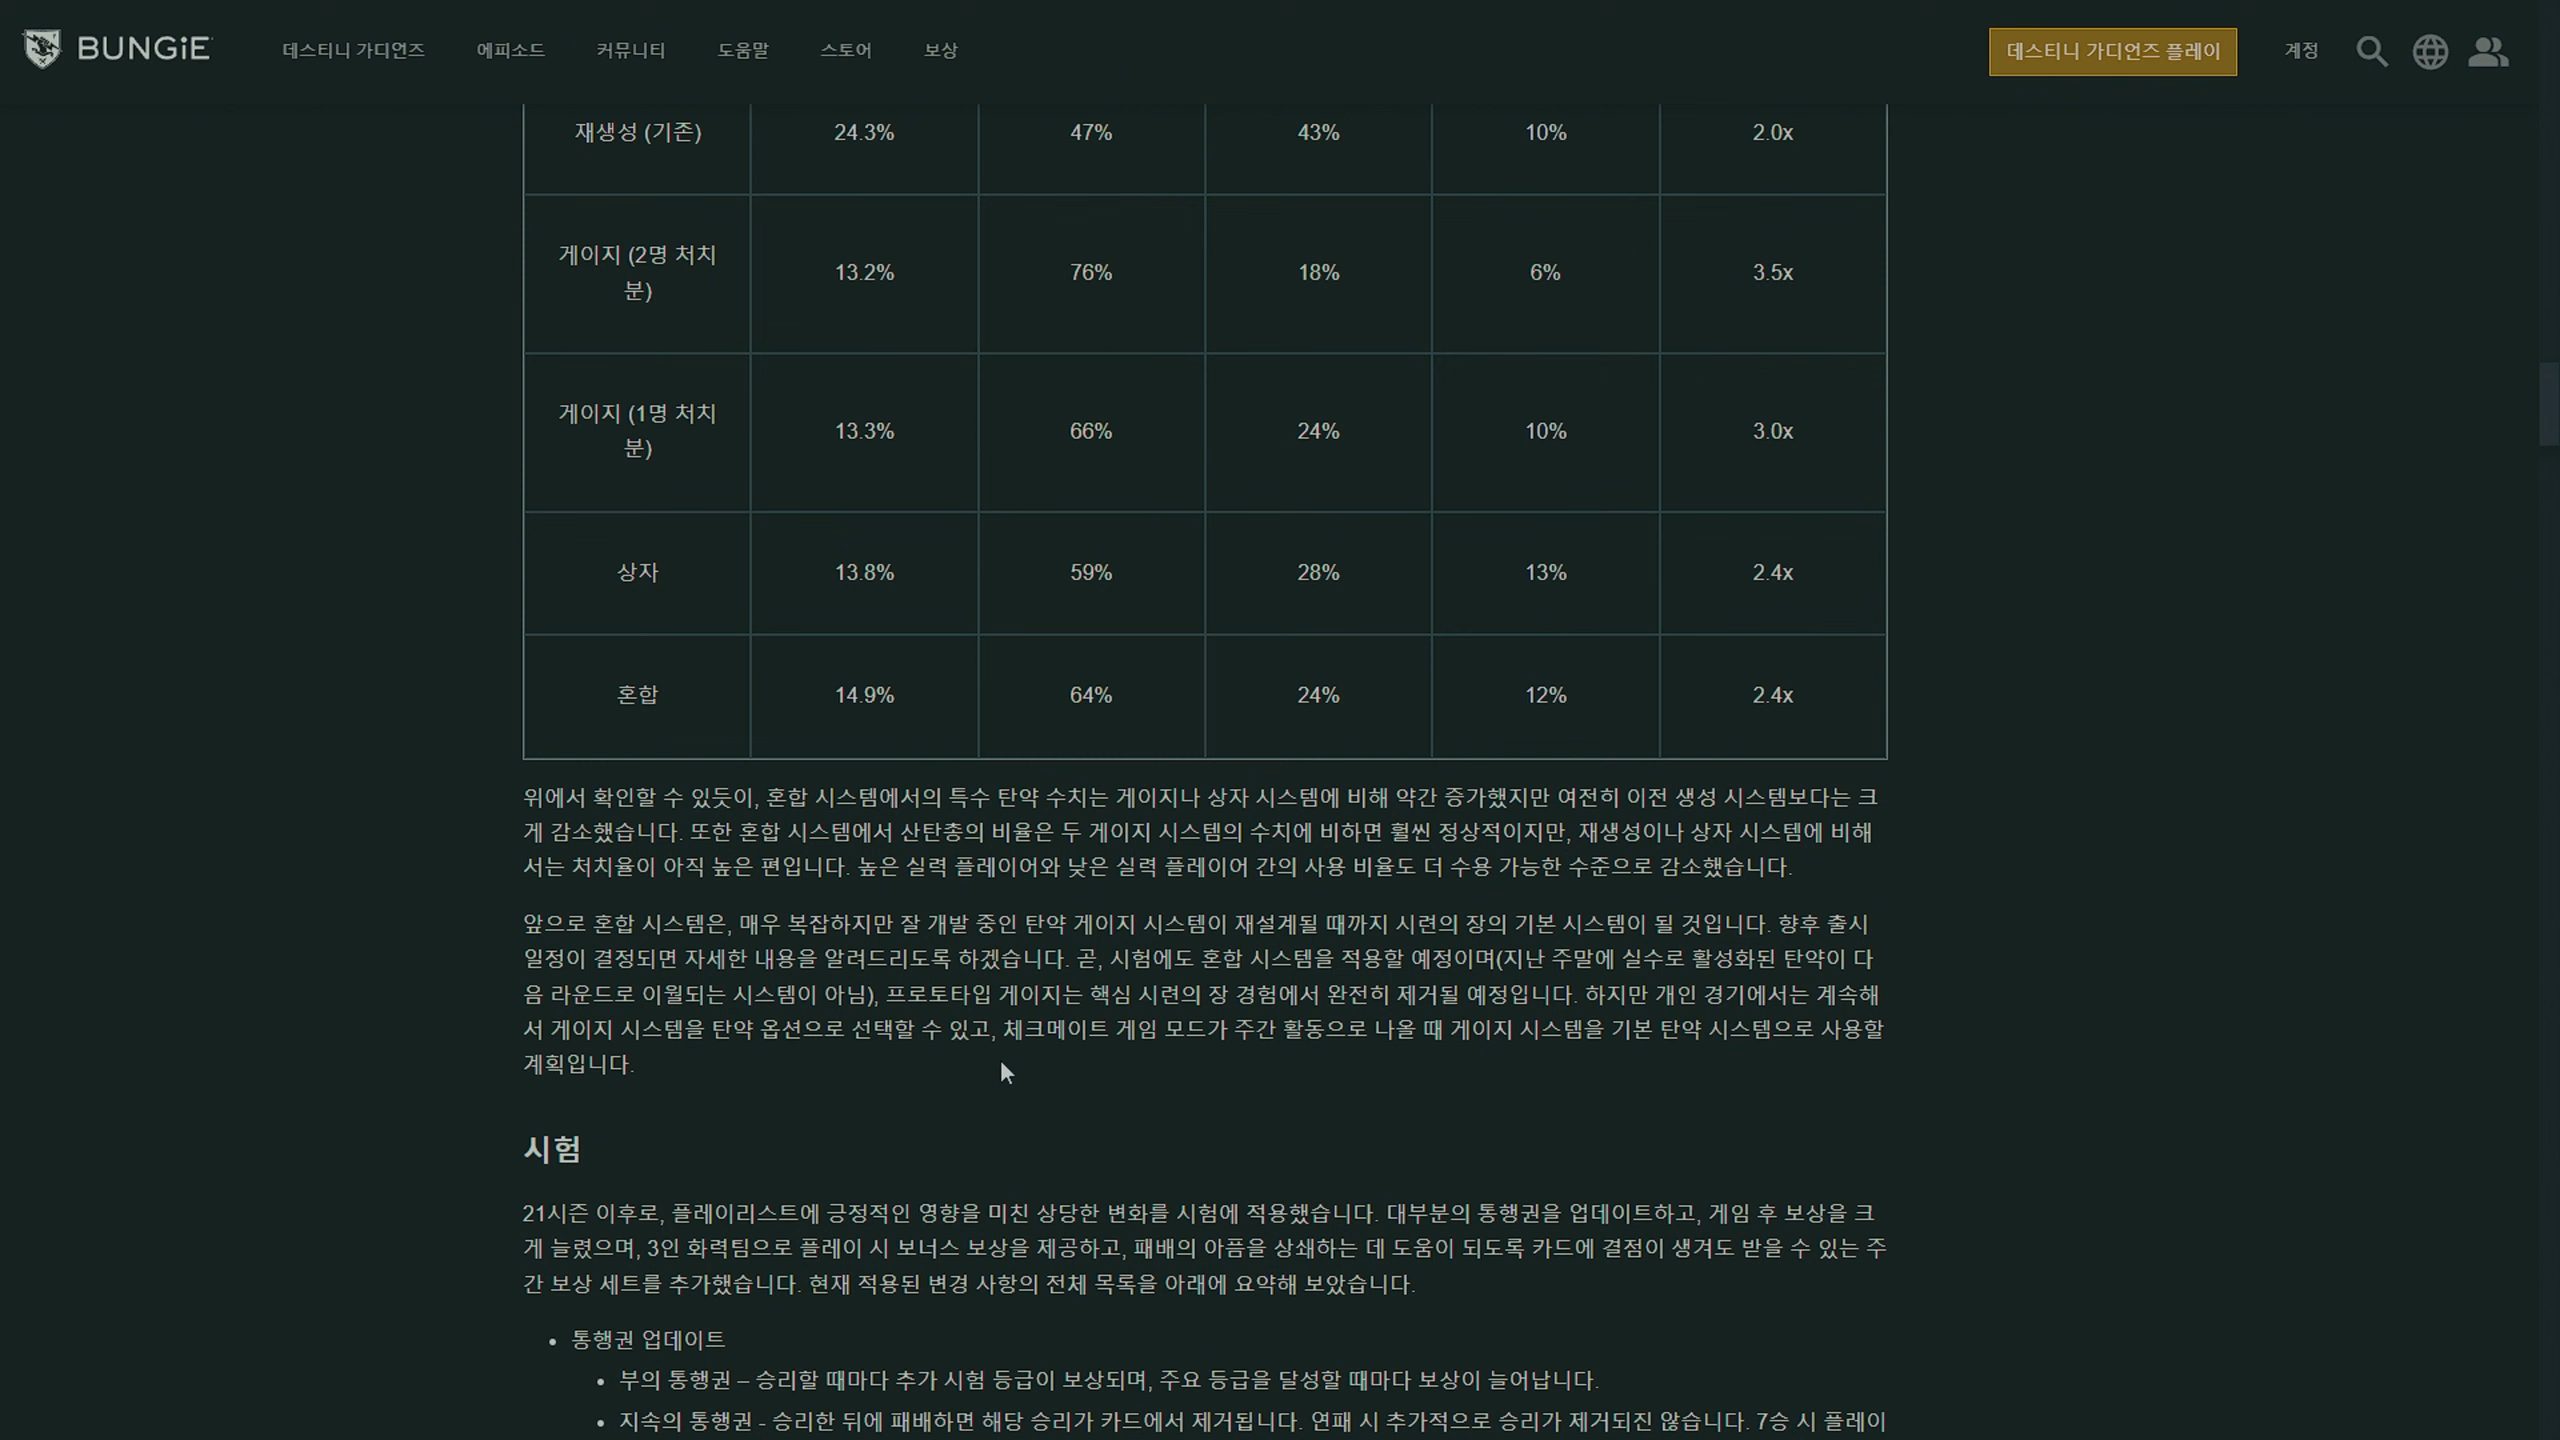 BUNGiE 데스티니 가디언즈 에피소드 커뮤니티 도움말 스토어 보상 데스티니 가디언즈 플레이 계정
재생성 (기존) 24.3% 47% 43% 10% 2.0x
게이지 (2명 처치
분) 13.2% 76% 18% 6% 3.5x
게이지 (1명 처치
분) 13.3% 66% 24% 10% 3.0x
상자 13.8% 59% 28% 13% 2.4x
혼합 14.9% 64% 24% 12% 2.4x
위에서 확인할 수 있듯이, 혼합 시스템에서의 특수 탄약 수치는 게이지나 상자 시스템에 비해 약간 증가했지만 여전히 이전 생성 시스템보다는 크
게 감소했습니다. 또한 혼합 시스템에서 산탄총의 비율은 두 게이지 시스템의 수치에 비하면 훨씬 정상적이지만, 재생성이나 상자 시스템에 비해
서는 처치율이 아직 높은 편입니다. 높은 실력 플레이어와 낮은 실력 플레이어 간의 사용 비율도 더 수용 가능한 수준으로 감소했습니다.
앞으로 혼합 시스템은, 매우 복잡하지만 잘 개발 중인 탄약 게이지 시스템이 재설계될 때까지 시련의 장의 기본 시스템이 될 것입니다. 향후 출시
일정이 결정되면 자세한 내용을 알려드리도록 하겠습니다. 곧, 시험에도 혼합 시스템을 적용할 예정이며(지난 주말에 실수로 활성화된 탄약이 다
음 라운드로 이월되는 시스템이 아님), 프로토타입 게이지는 핵심 시련의 장 경험에서 완전히 제거될 예정입니다. 하지만 개인 경기에서는 계속해
서 게이지 시스템을 탄약 옵션으로 선택할 수 있고, 체크메이트 게임 모드가 주간 활동으로 나올 때 게이지 시스템을 기본 탄약 시스템으로 사용할
계획입니다.
시험
21시즌 이후로, 플레이리스트에 긍정적인 영향을 미친 상당한 변화를 시험에 적용했습니다. 대부분의 통행권을 업데이트하고, 게임 후 보상을 크
게 늘렸으며, 3인 화력팀으로 플레이 시 보너스 보상을 제공하고, 패배의 아픔을 상쇄하는 데 도움이 되도록 카드에 결점이 생겨도 받을 수 있는 주
간 보상 세트를 추가했습니다. 현재 적용된 변경 사항의 전체 목록을 아래에 요약해 보았습니다.
• 통행권 업데이트
• 부의 통행권 – 승리할 때마다 추가 시험 등급이 보상되며, 주요 등급을 달성할 때마다 보상이 늘어납니다.
• 지속의 통행권 - 승리한 뒤에 패배하면 해당 승리가 카드에서 제거됩니다. 연패 시 추가적으로 승리가 제거되진 않습니다. 7승 시 플레이